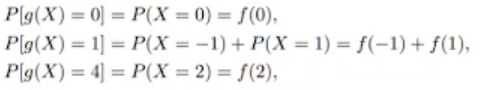 P[g(X) = 0] = P(X = 0) = f(0),
P[g(X) = 1] = P(X = −1) + P(X = 1) = f(−1) + f(1),
P[g(X) = 4] = P(X = 2) = f(2),